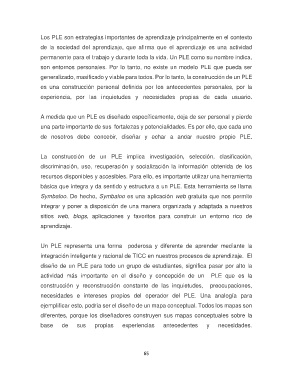 Los PLE son estrategias importantes de aprendizaje principalmente en el contexto
de la sociedad del aprendizaje, que afirma que el aprendizaje es una actividad
permanente para el trabajo y durante toda la vida. Un PLE como su nombre indica,
son entornos personales. Por lo tanto, no existe un modelo PLE que pueda ser
generalizado, masificado y viable para todos. Por lo tanto, la construcción de un PLE
es una construcción personal definida por los antecedentes personales, por la
experiencia, por las inquietudes y necesidades propias de cada usuario.
A medida que un PLE es diseñado específicamente, deja de ser personal y pierde
una parte importante de sus fortalezas y potencialidades. Es por ello, que cada uno
de nosotros debe concebir, diseñar y echar a andar nuestro propio PLE.
La construcción de un PLE implica investigación, selección, clasificación,
discriminación, uso, recuperación y socialización la información obtenida de los
recursos disponibles y accesibles. Para ello, es importante utilizar una herramienta
básica que integra y da sentido y estructura a un PLE. Esta herramienta se llama
Symbaloo. De hecho, Symbaloo es una aplicación web gratuita que nos permite
integrar y poner a disposición de una manera organizada y adaptada a nuestros
sitios web, blogs, aplicaciones y favoritos para construir un entorno rico de
aprendizaje.
Un PLE representa una forma poderosa y diferente de aprender mediante la
integración inteligente y racional de TICC en nuestros procesos de aprendizaje. El
diseño de un PLE para todo un grupo de estudiantes, significa pasar por alto la
actividad más importante en el diseño y concepción de un PLE que es la
construcción y reconstrucción constante de las inquietudes, preocupaciones,
necesidades e intereses propios del operador del PLE. Una analogía para
ejemplificar esto, podría ser el diseño de un mapa conceptual. Todos los mapas son
diferentes, porque los diseñadores construyen sus mapas conceptuales sobre la
base de sus propias experiencias antecedentes y necesidades.
65